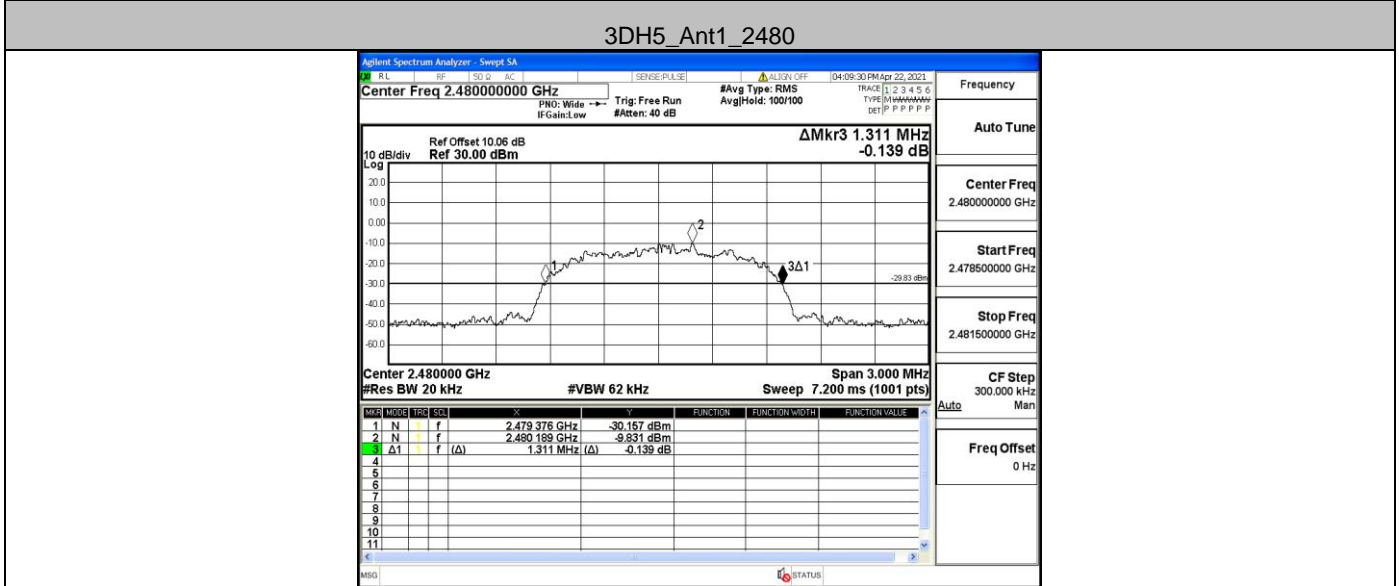 3DH5_Ant1_2480
Agilent Spectrum Analyzer - Swept SA
RL RF 50 Ω AC SENSE:PULSE ALIGN OFF 04:09:30 PM Apr 22, 2021
Center Freq 2.480000000 GHz #Avg Type: RMS TRACE 1 2 3 4 5 6
PNO: Wide Trig: Free Run Avg|Hold: 100/100 TYPE M WWWWW
IFGain:Low #Atten: 40 dB DET P P P P P P
Frequency
ΔMkr3 1.311 MHz
-0.139 dB
Ref Offset 10.06 dB
10 dB/div Ref 30.00 dBm
Log
20.0
10.0
0.00
-10.0
-20.0
-30.0
-40.0
-50.0
-60.0
1
2
3Δ1
-29.83 dBm
Center 2.480000 GHz Span 3.000 MHz
#Res BW 20 kHz #VBW 62 kHz Sweep 7.200 ms (1001 pts)
MKR MODE TRC SCL X Y FUNCTION FUNCTION WIDTH FUNCTION VALUE
1 N 1 f 2.479 376 GHz -30.157 dBm
2 N 1 f 2.480 189 GHz -9.831 dBm
3 Δ1 1 f (Δ) 1.311 MHz (Δ) -0.139 dB
4
5
6
7
8
9
10
11
MSG STATUS
Auto Tune
Center Freq
2.480000000 GHz
Start Freq
2.478500000 GHz
Stop Freq
2.481500000 GHz
CF Step
300.000 kHz
Auto Man
Freq Offset
0 Hz